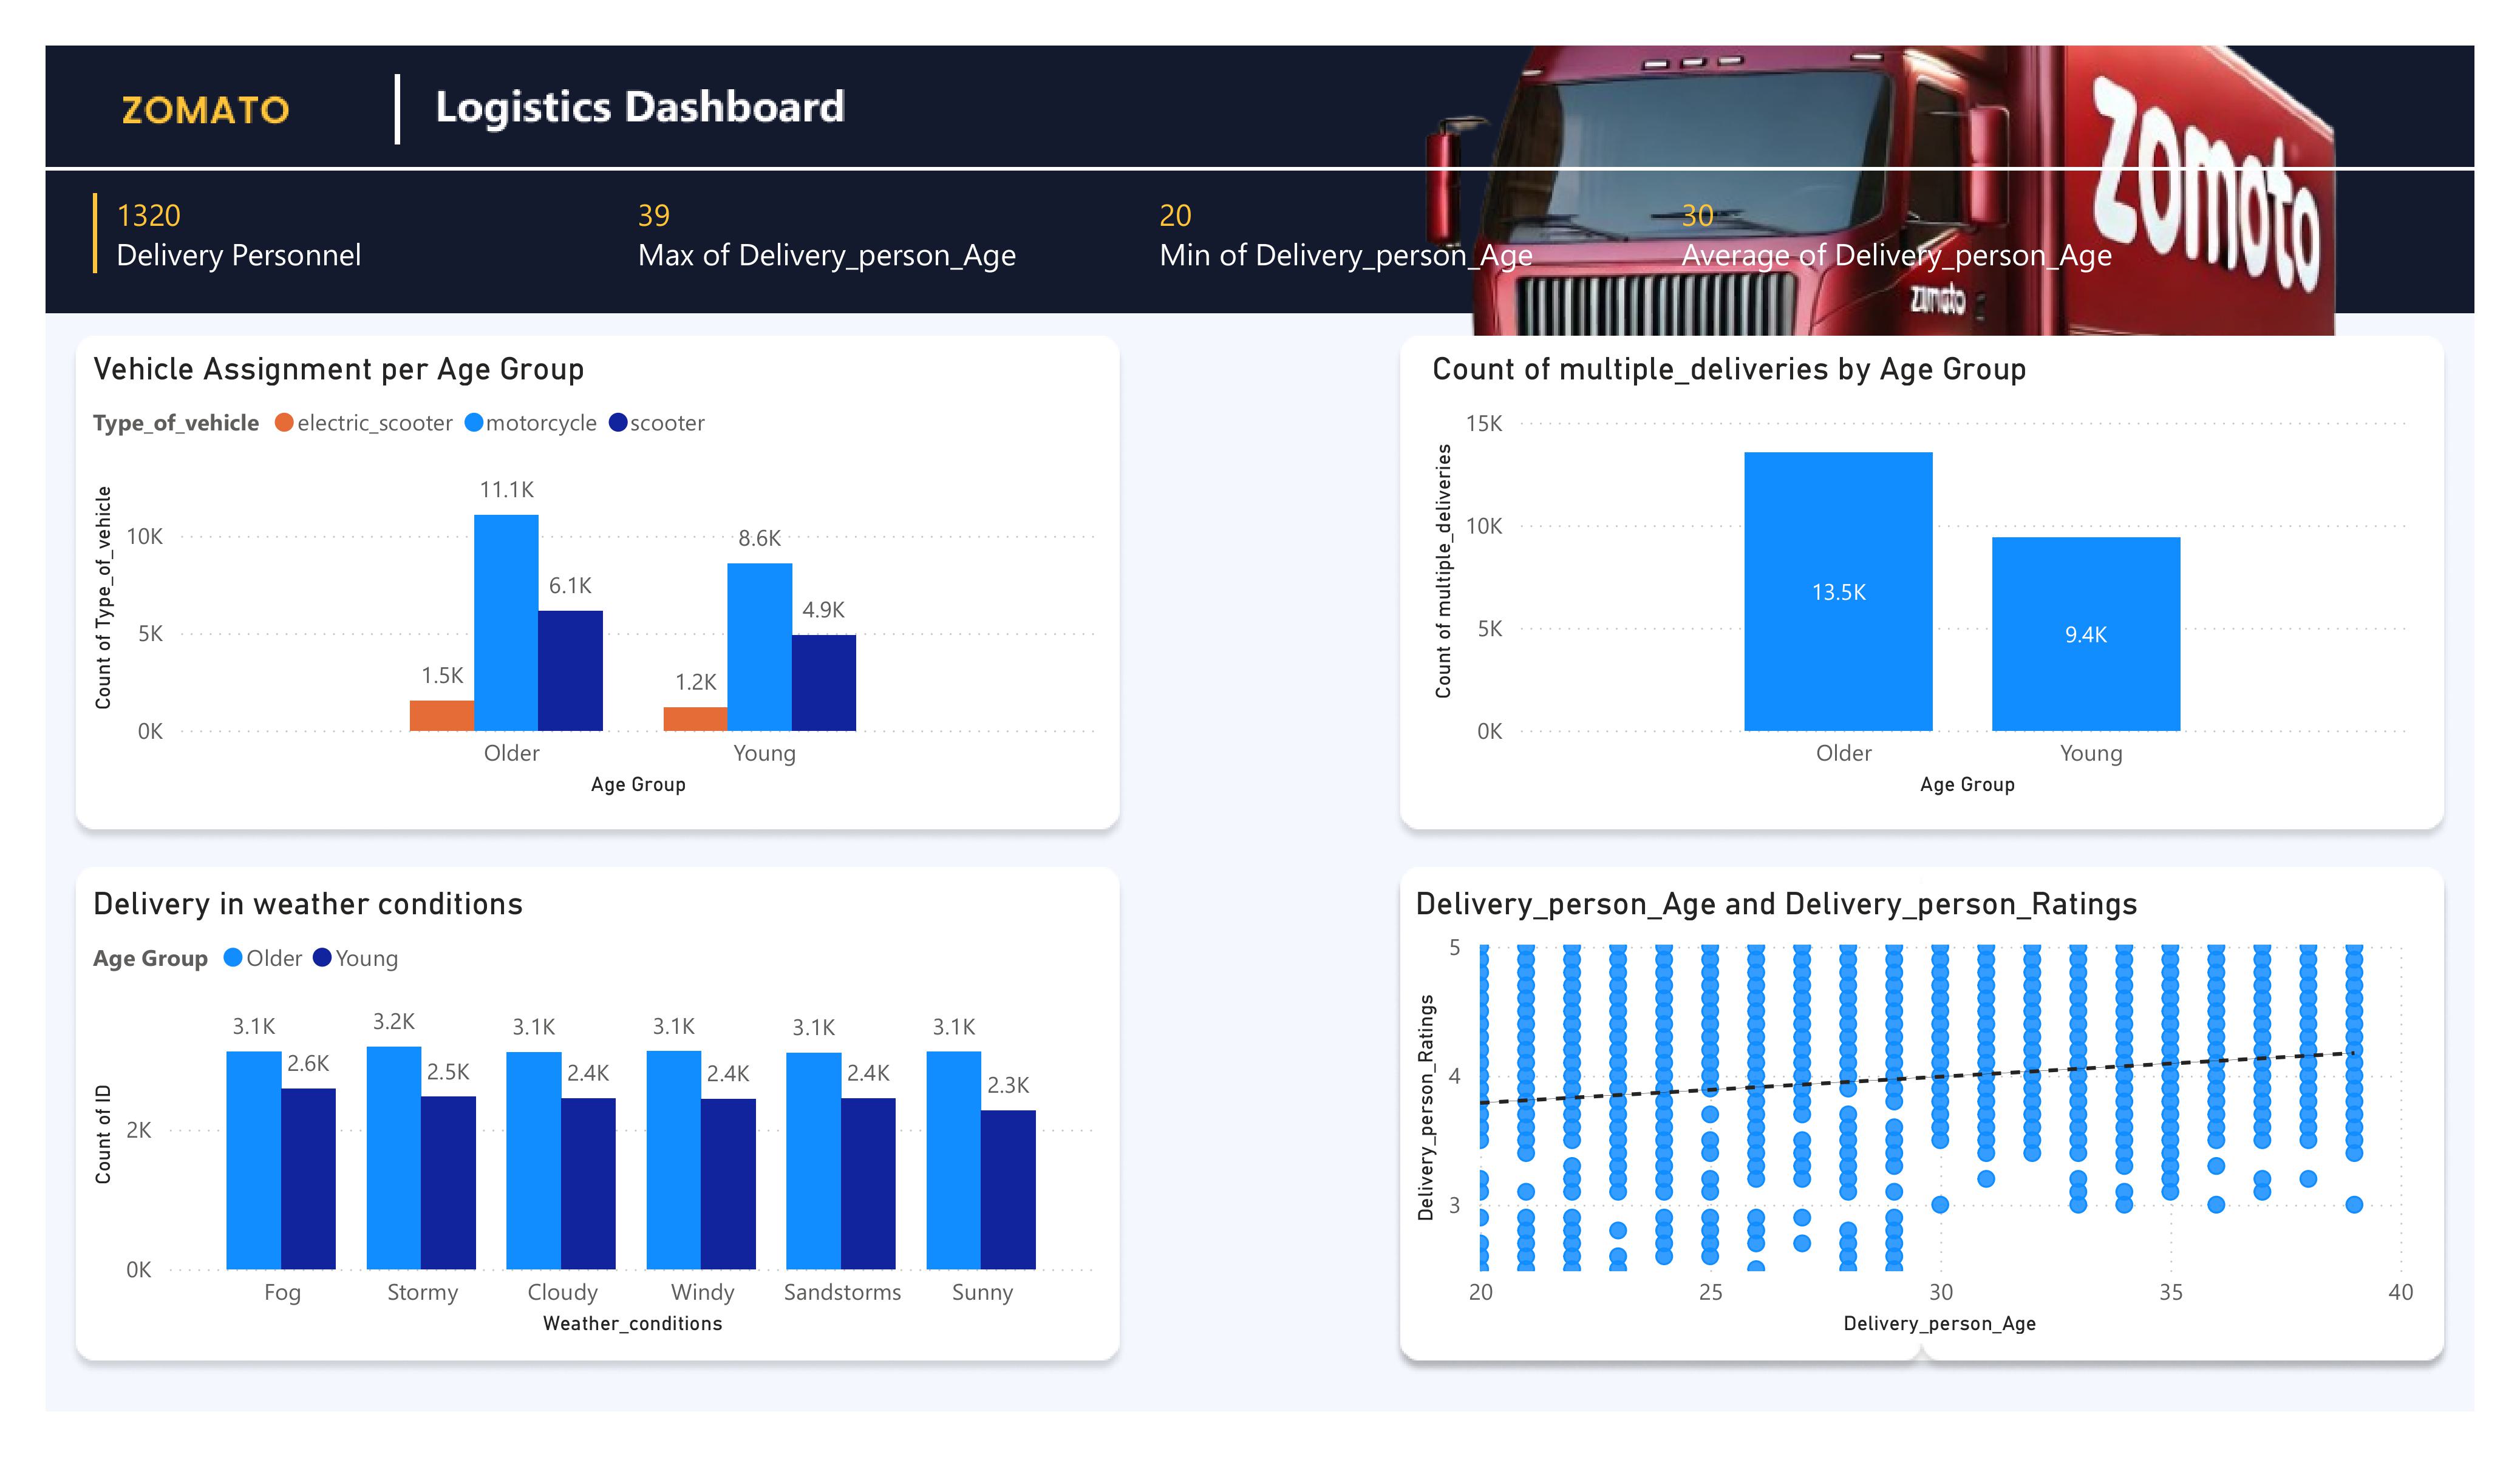 ZOMATO
Logistics Dashboard
zomato
zomato
1320
Delivery Personnel
39
Max of Delivery_person_Age
20
Min of Delivery_person_Age
30
Average of Delivery_person_Age
Vehicle Assignment per Age Group
Type_of_vehicle electric_scooter motorcycle scooter
Count of Type_of_vehicle
10K
5K
0K
1.5K
11.1K
6.1K
1.2K
8.6K
4.9K
Older Young
Age Group
Count of multiple_deliveries by Age Group
Count of multiple_deliveries
15K
10K
5K
0K
13.5K
9.4K
Older Young
Age Group
Delivery in weather conditions
Age Group Older Young
Count of ID
2K
0K
3.1K
2.6K
3.2K
2.5K
3.1K
2.4K
3.1K
2.4K
3.1K
2.4K
3.1K
2.3K
Fog Stormy Cloudy Windy Sandstorms Sunny
Weather_conditions
Delivery_person_Age and Delivery_person_Ratings
Delivery_person_Ratings
5
4
3
20 25 30 35 40
Delivery_person_Age